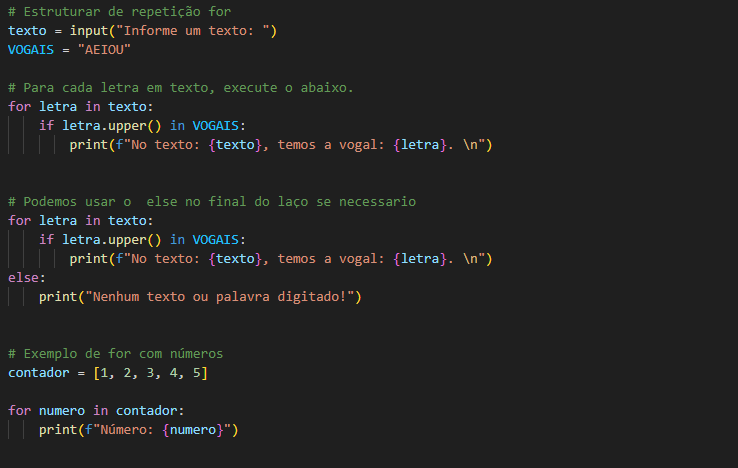 # Estruturar de repetição for
texto = input("Informe um texto: ")
VOGAIS = "AEIOU"
# Para cada letra em texto, execute o abaixo.
for letra in texto:
    if letra.upper() in VOGAIS:
        print(f"No texto: {texto}, temos a vogal: {letra}. \n")
# Podemos usar o  else no final do laço se necessario
for letra in texto:
    if letra.upper() in VOGAIS:
        print(f"No texto: {texto}, temos a vogal: {letra}. \n")
else:
    print("Nenhum texto ou palavra digitado!")
# Exemplo de for com números
contador = [1, 2, 3, 4, 5]
for numero in contador:
    print(f"Número: {numero}")